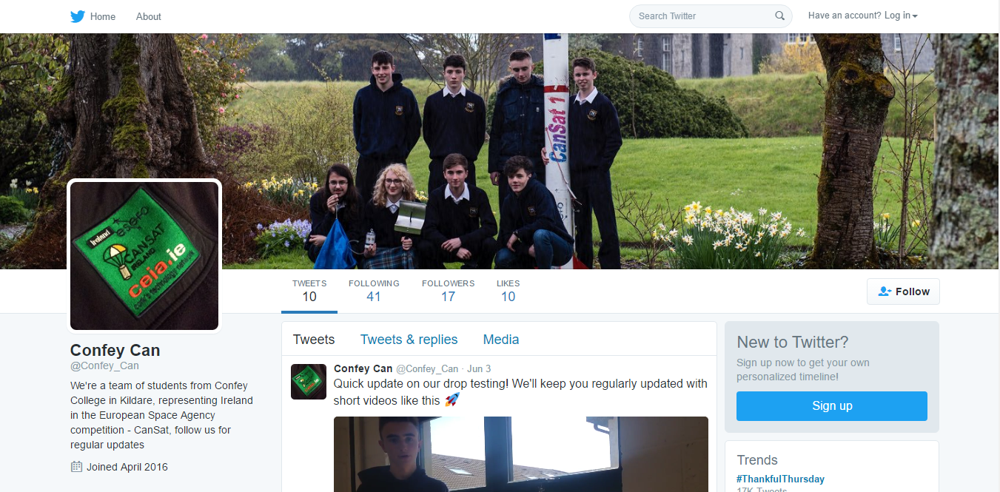 Home
About
Search Twitter
Have an account? Log in
CanSat 1
Ireland
esero
CANSAT
IRELAND
ceia.ie
cork's technology network
TWEETS
FOLLOWING
FOLLOWERS
LIKES
10
41
17
10
Follow
Confey Can
@Confey_Can
We're a team of students from Confey
College in Kildare, representing Ireland
in the European Space Agency
competition - CanSat, follow us for
regular updates
Joined April 2016
Tweets
Tweets & replies
Media
Confey Can @Confey_Can · Jun 3
Quick update on our drop testing! We'll keep you regularly updated with
short videos like this 🚀
New to Twitter?
Sign up now to get your own
personalized timeline!
Sign up
Trends
#ThankfulThursday
17K Tweets